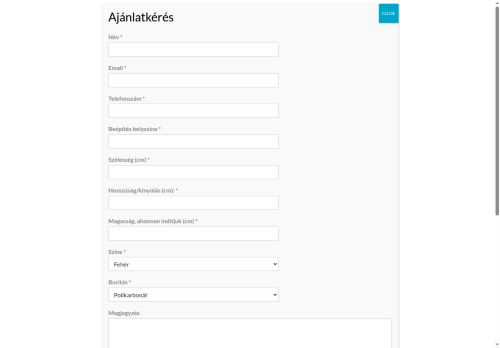 Ajánlatkérés
CLOSE
Név *
Email *
Telefonszám *
Beépítés helyszíne *
Szélesség (cm) *
Hosszúság/kinyúlás (cm): *
Magasság, ahonnan indítjuk (cm) *
Színe *
Fehér
Borítás *
Polikarbonát
Megjegyzés